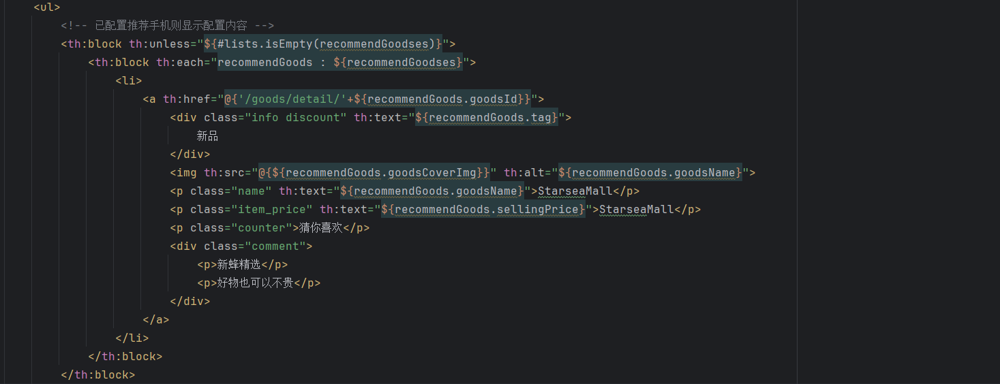 <ul>
<!-- 已配置推荐手机则显示配置内容 -->
<th:block th:unless="${#lists.isEmpty(recommendGoodses)}">
<th:block th:each="recommendGoods : ${recommendGoodses}">
<li>
<a th:href="@{'/goods/detail/'+${recommendGoods.goodsId}}">
<div class="info discount" th:text="${recommendGoods.tag}">
新品
</div>
<img th:src="@{${recommendGoods.goodsCoverImg}}" th:alt="${recommendGoods.goodsName}">
<p class="name" th:text="${recommendGoods.goodsName}">StarseaMall</p>
<p class="item_price" th:text="${recommendGoods.sellingPrice}">StarseaMall</p>
<p class="counter">猜你喜欢</p>
<div class="comment">
<p>新蜂精选</p>
<p>好物也可以不贵</p>
</div>
</a>
</li>
</th:block>
</th:block>